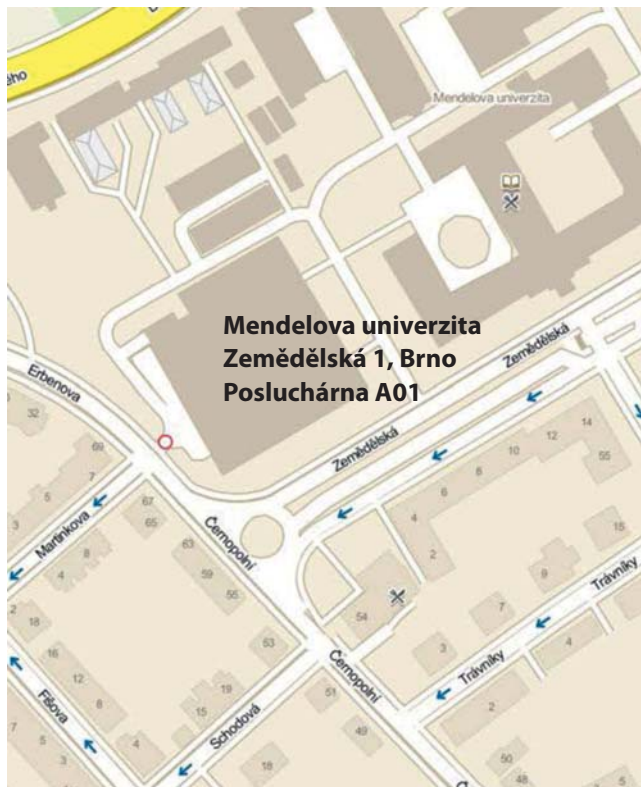 ého
Mendelova univerzita
Mendelova univerzita
Zemědělská 1, Brno
Posluchárna A01
Zemědělská
Erbenova
Zemědělská
32
69
7
5
3
14
12
10
8
6
4
2
55
Martinkova
67
65
63
59
55
8
4
Černopolní
2
18
16
12
8
4
54
53
15
9
7
3
Trávníky
Trávníky
4
2
Fišova
19
15
Schodová
18
Černopolní
51
49
50
48
7
5
3